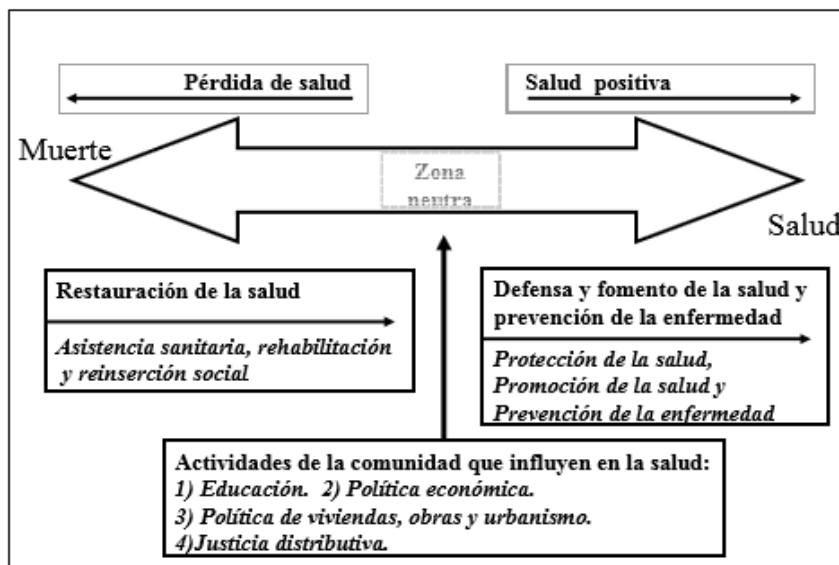 Pérdida de salud
Salud positiva
Muerte
Zona
neutra
Salud
Restauración de la salud
Asistencia sanitaria, rehabilitación
y reinserción social
Defensa y fomento de la salud y
prevención de la enfermedad
Protección de la salud,
Promoción de la salud y
Prevención de la enfermedad
Actividades de la comunidad que influyen en la salud:
1) Educación. 2) Política económica.
3) Política de viviendas, obras y urbanismo.
4)Justicia distributiva.